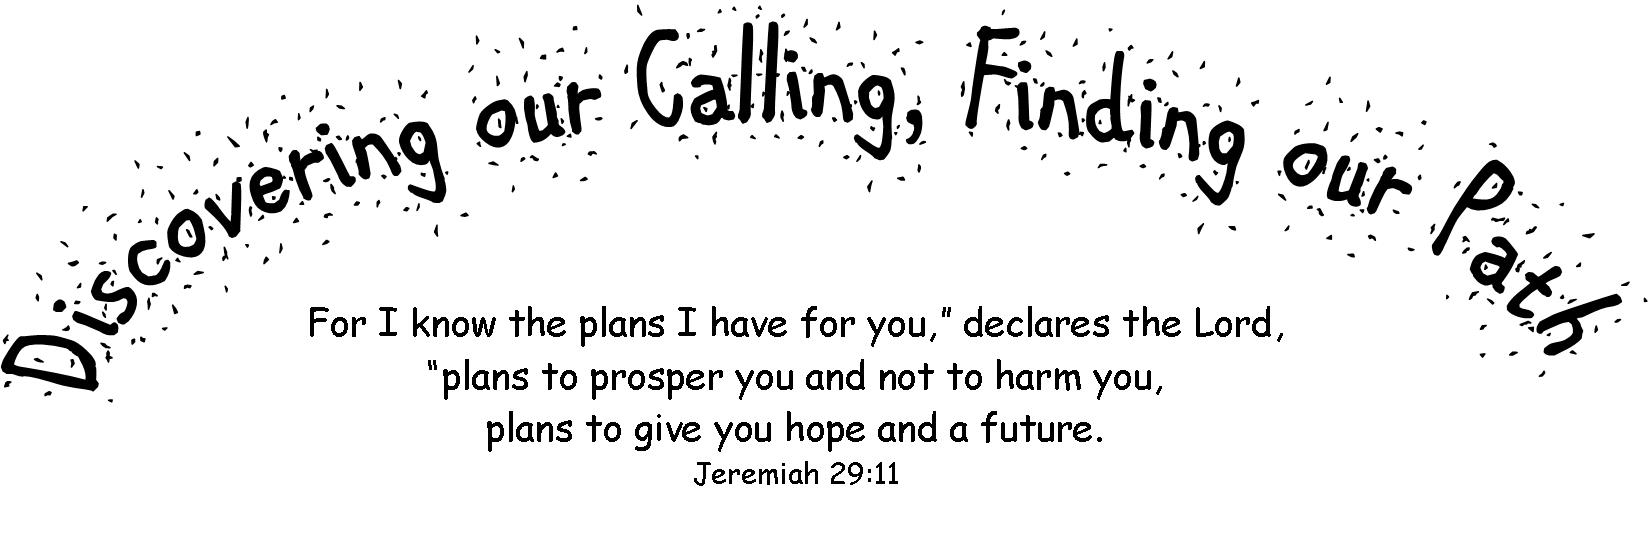 Discovering our Calling, Finding our Path
For I know the plans I have for you,” declares the Lord,
“plans to prosper you and not to harm you,
plans to give you hope and a future.
Jeremiah 29:11